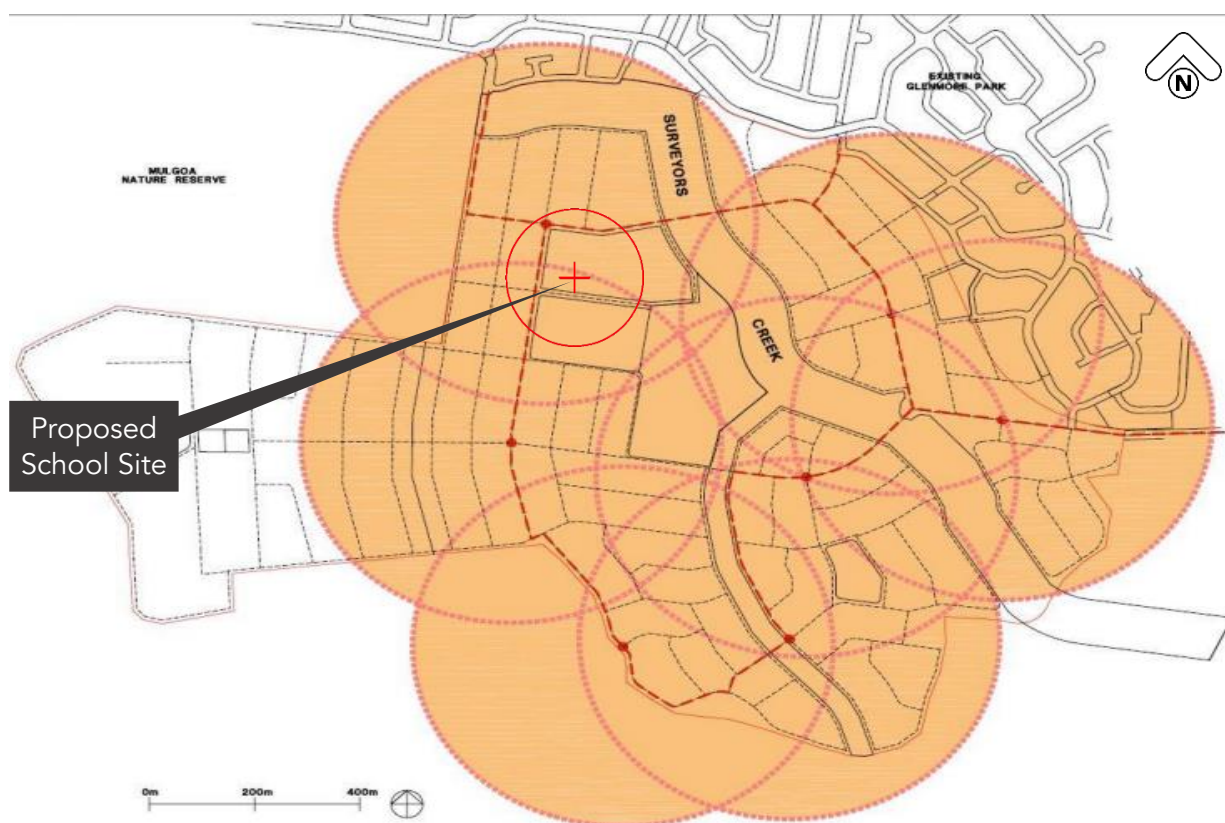 EXISTING
GLENMORE PARK
N
SURVEYORS
MULGOA
NATURE RESERVE
CREEK
Proposed
School Site
0m 200m 400m